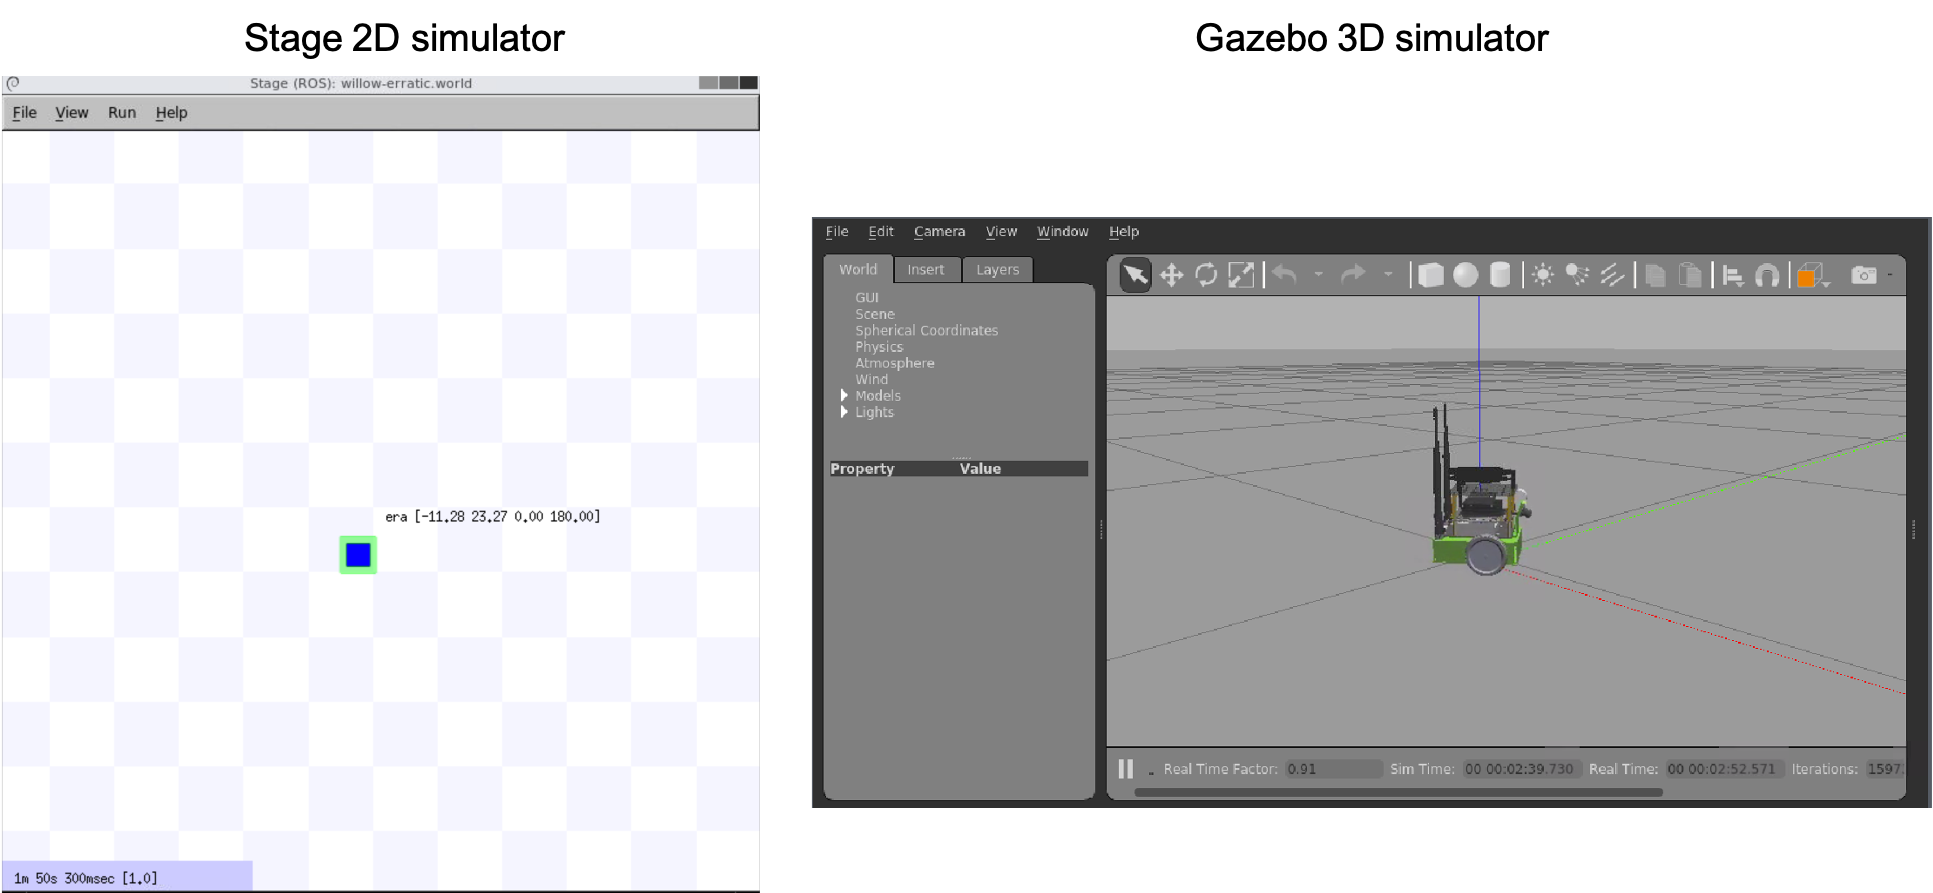 Stage 2D simulator
Stage (ROS): willow-erratic.world
File View Run Help
era [-11.28 23.27 0.00 180.00]
1m 50s 300msec [1.0]
Gazebo 3D simulator
File Edit Camera View Window Help
World Insert Layers
GUI
Scene
Spherical Coordinates
Physics
Atmosphere
Wind
Models
Lights
Property Value
Real Time Factor: 0.91 Sim Time: 00 00:02:39.730 Real Time: 00 00:02:52.571 Iterations: 1597